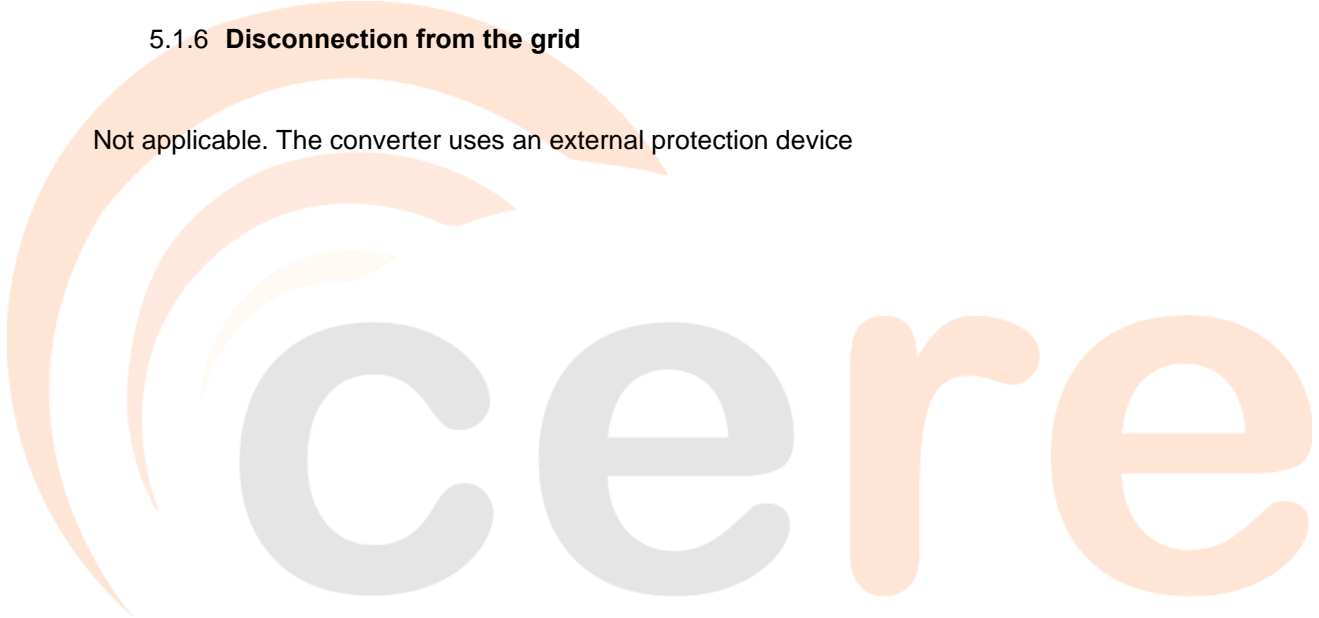 5.1.6 Disconnection from the grid
Not applicable. The converter uses an external protection device
cere